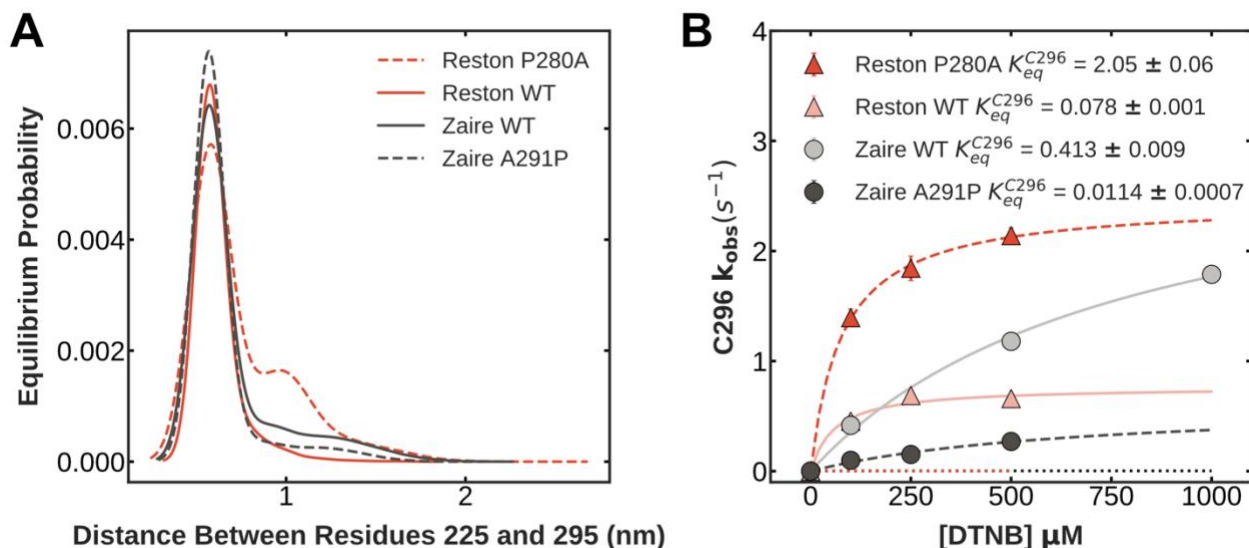 A
Equilibrium Probability
0.006
0.004
0.002
0.000
1
2
Distance Between Residues 225 and 295 (nm)
Reston P280A
Reston WT
Zaire WT
Zaire A291P
B
C296 k_obs(s⁻¹)
4
3
2
1
0
0
250
500
750
1000
[DTNB] μM
Reston P280A K_eq^C296 = 2.05 ± 0.06
Reston WT K_eq^C296 = 0.078 ± 0.001
Zaire WT K_eq^C296 = 0.413 ± 0.009
Zaire A291P K_eq^C296 = 0.0114 ± 0.0007